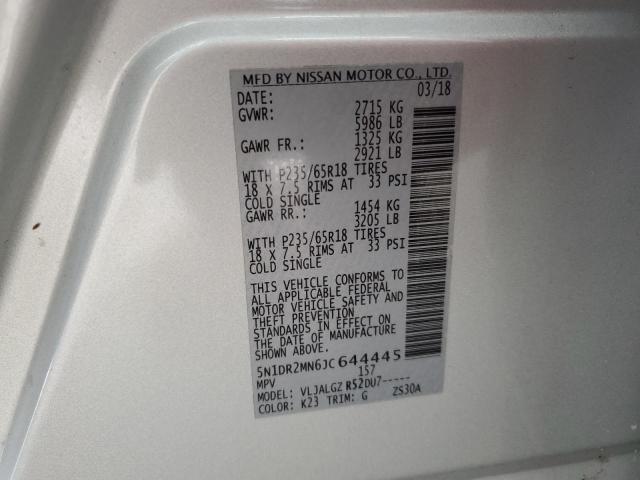 MFD BY NISSAN MOTOR CO., LTD.
DATE: 03/18
GVWR: 2715 KG
5986 LB
GAWR FR.: 1325 KG
2921 LB
WITH P235/65R18 TIRES
18 X 7.5 RIMS AT 33 PSI
COLD SINGLE
GAWR RR.: 1454 KG
3205 LB
WITH P235/65R18 TIRES
18 X 7.5 RIMS AT 33 PSI
COLD SINGLE
THIS VEHICLE CONFORMS TO
ALL APPLICABLE FEDERAL
MOTOR VEHICLE SAFETY AND
THEFT PREVENTION
STANDARDS IN EFFECT ON
THE DATE OF MANUFACTURE
SHOWN ABOVE.
5N1DR2MN6JC644445
MPV 157
MODEL: VLJALGZ R52DU7-----
COLOR: K23 TRIM: G ZS30A